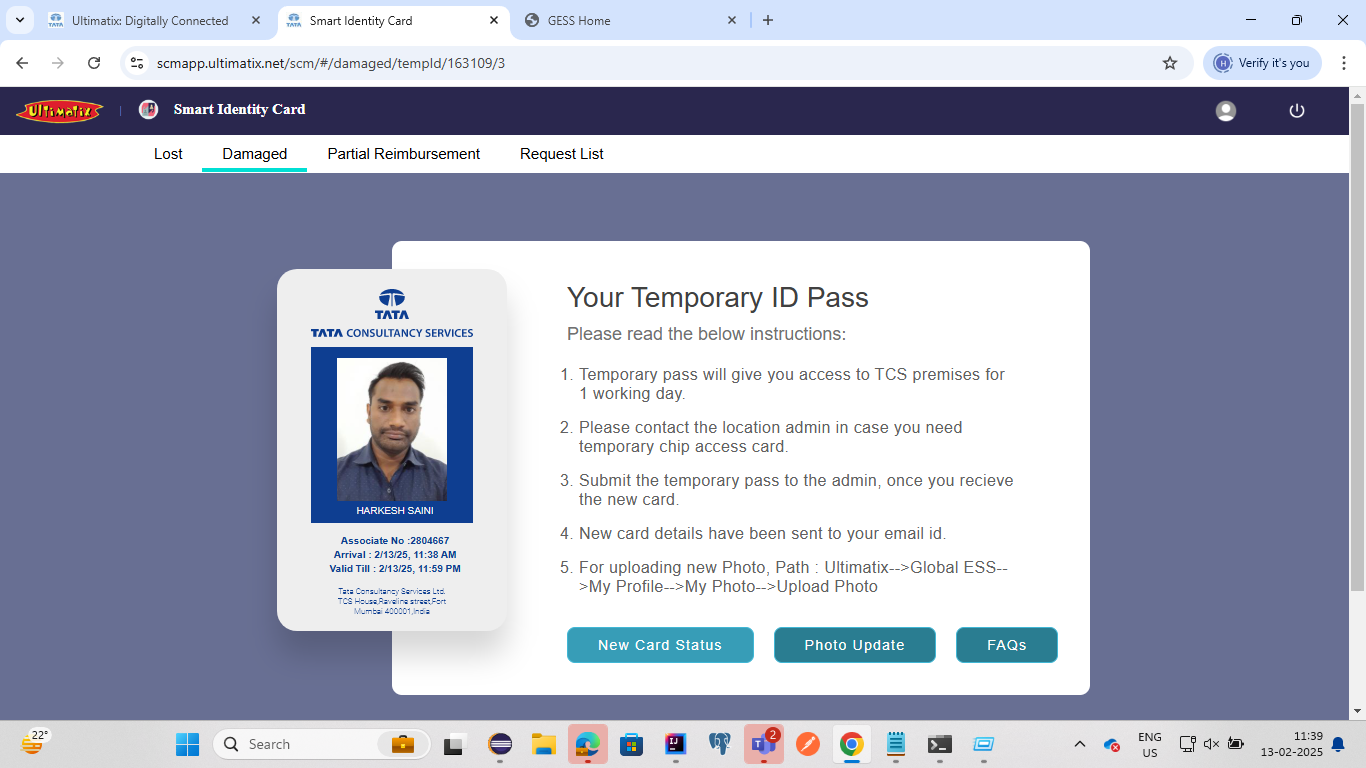 Ultimatix: Digitally Connected
Smart Identity Card
GESS Home
scmapp.ultimatix.net/scm/#/damaged/tempId/163109/3
H
Verify it's you
Ultimatix
Smart Identity Card
Lost
Damaged
Partial Reimbursement
Request List
TATA
TATA CONSULTANCY SERVICES
HARKESH SAINI
Associate No :2804667
Arrival : 2/13/25, 11:38 AM
Valid Till : 2/13/25, 11:59 PM
Tata Consultancy Services Ltd.
TCS House,Raveline street,Fort
Mumbai 400001,India
Your Temporary ID Pass
Please read the below instructions:
1. Temporary pass will give you access to TCS premises for
1 working day.
2. Please contact the location admin in case you need
temporary chip access card.
3. Submit the temporary pass to the admin, once you recieve
the new card.
4. New card details have been sent to your email id.
5. For uploading new Photo, Path : Ultimatix-->Global ESS--
>My Profile-->My Photo-->Upload Photo
New Card Status
Photo Update
FAQs
22°
Search
2
ENG
US
11:39
13-02-2025